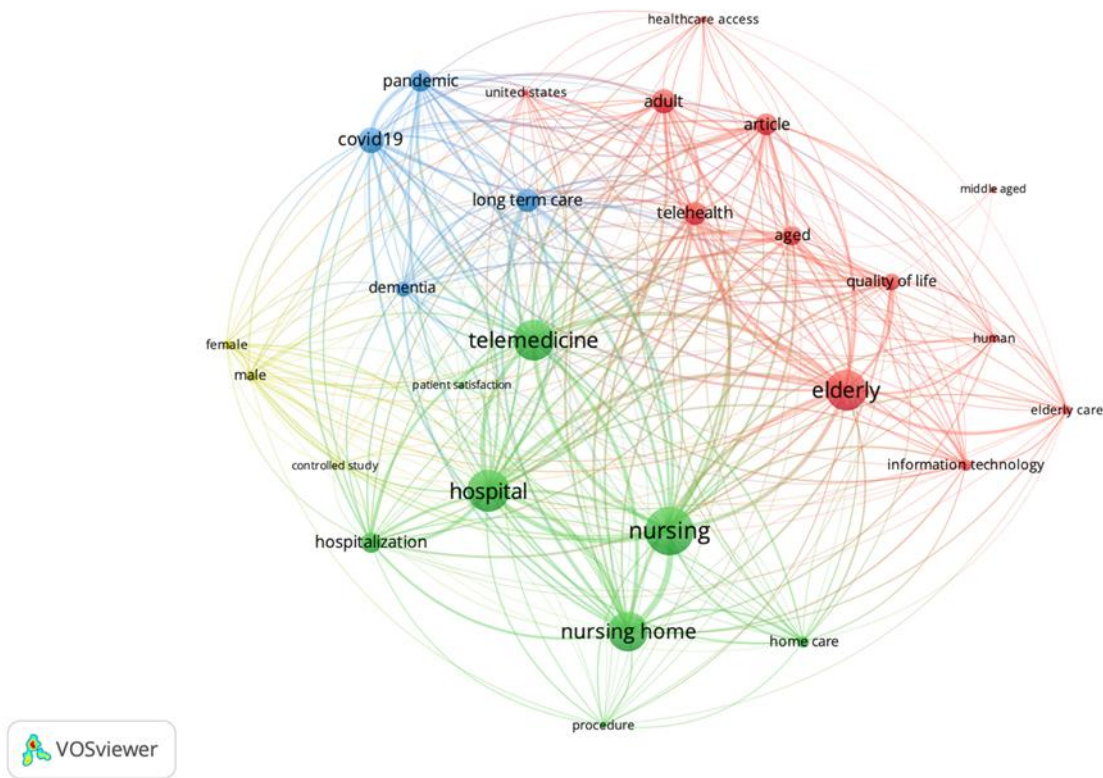 healthcare access
pandemic
united states
adult
article
covid19
middle aged
long term care
telehealth
aged
quality of life
dementia
female
human
telemedicine
male
patient satisfaction
elderly
elderly care
controlled study
information technology
hospital
nursing
hospitalization
nursing home
home care
procedure
VOSviewer